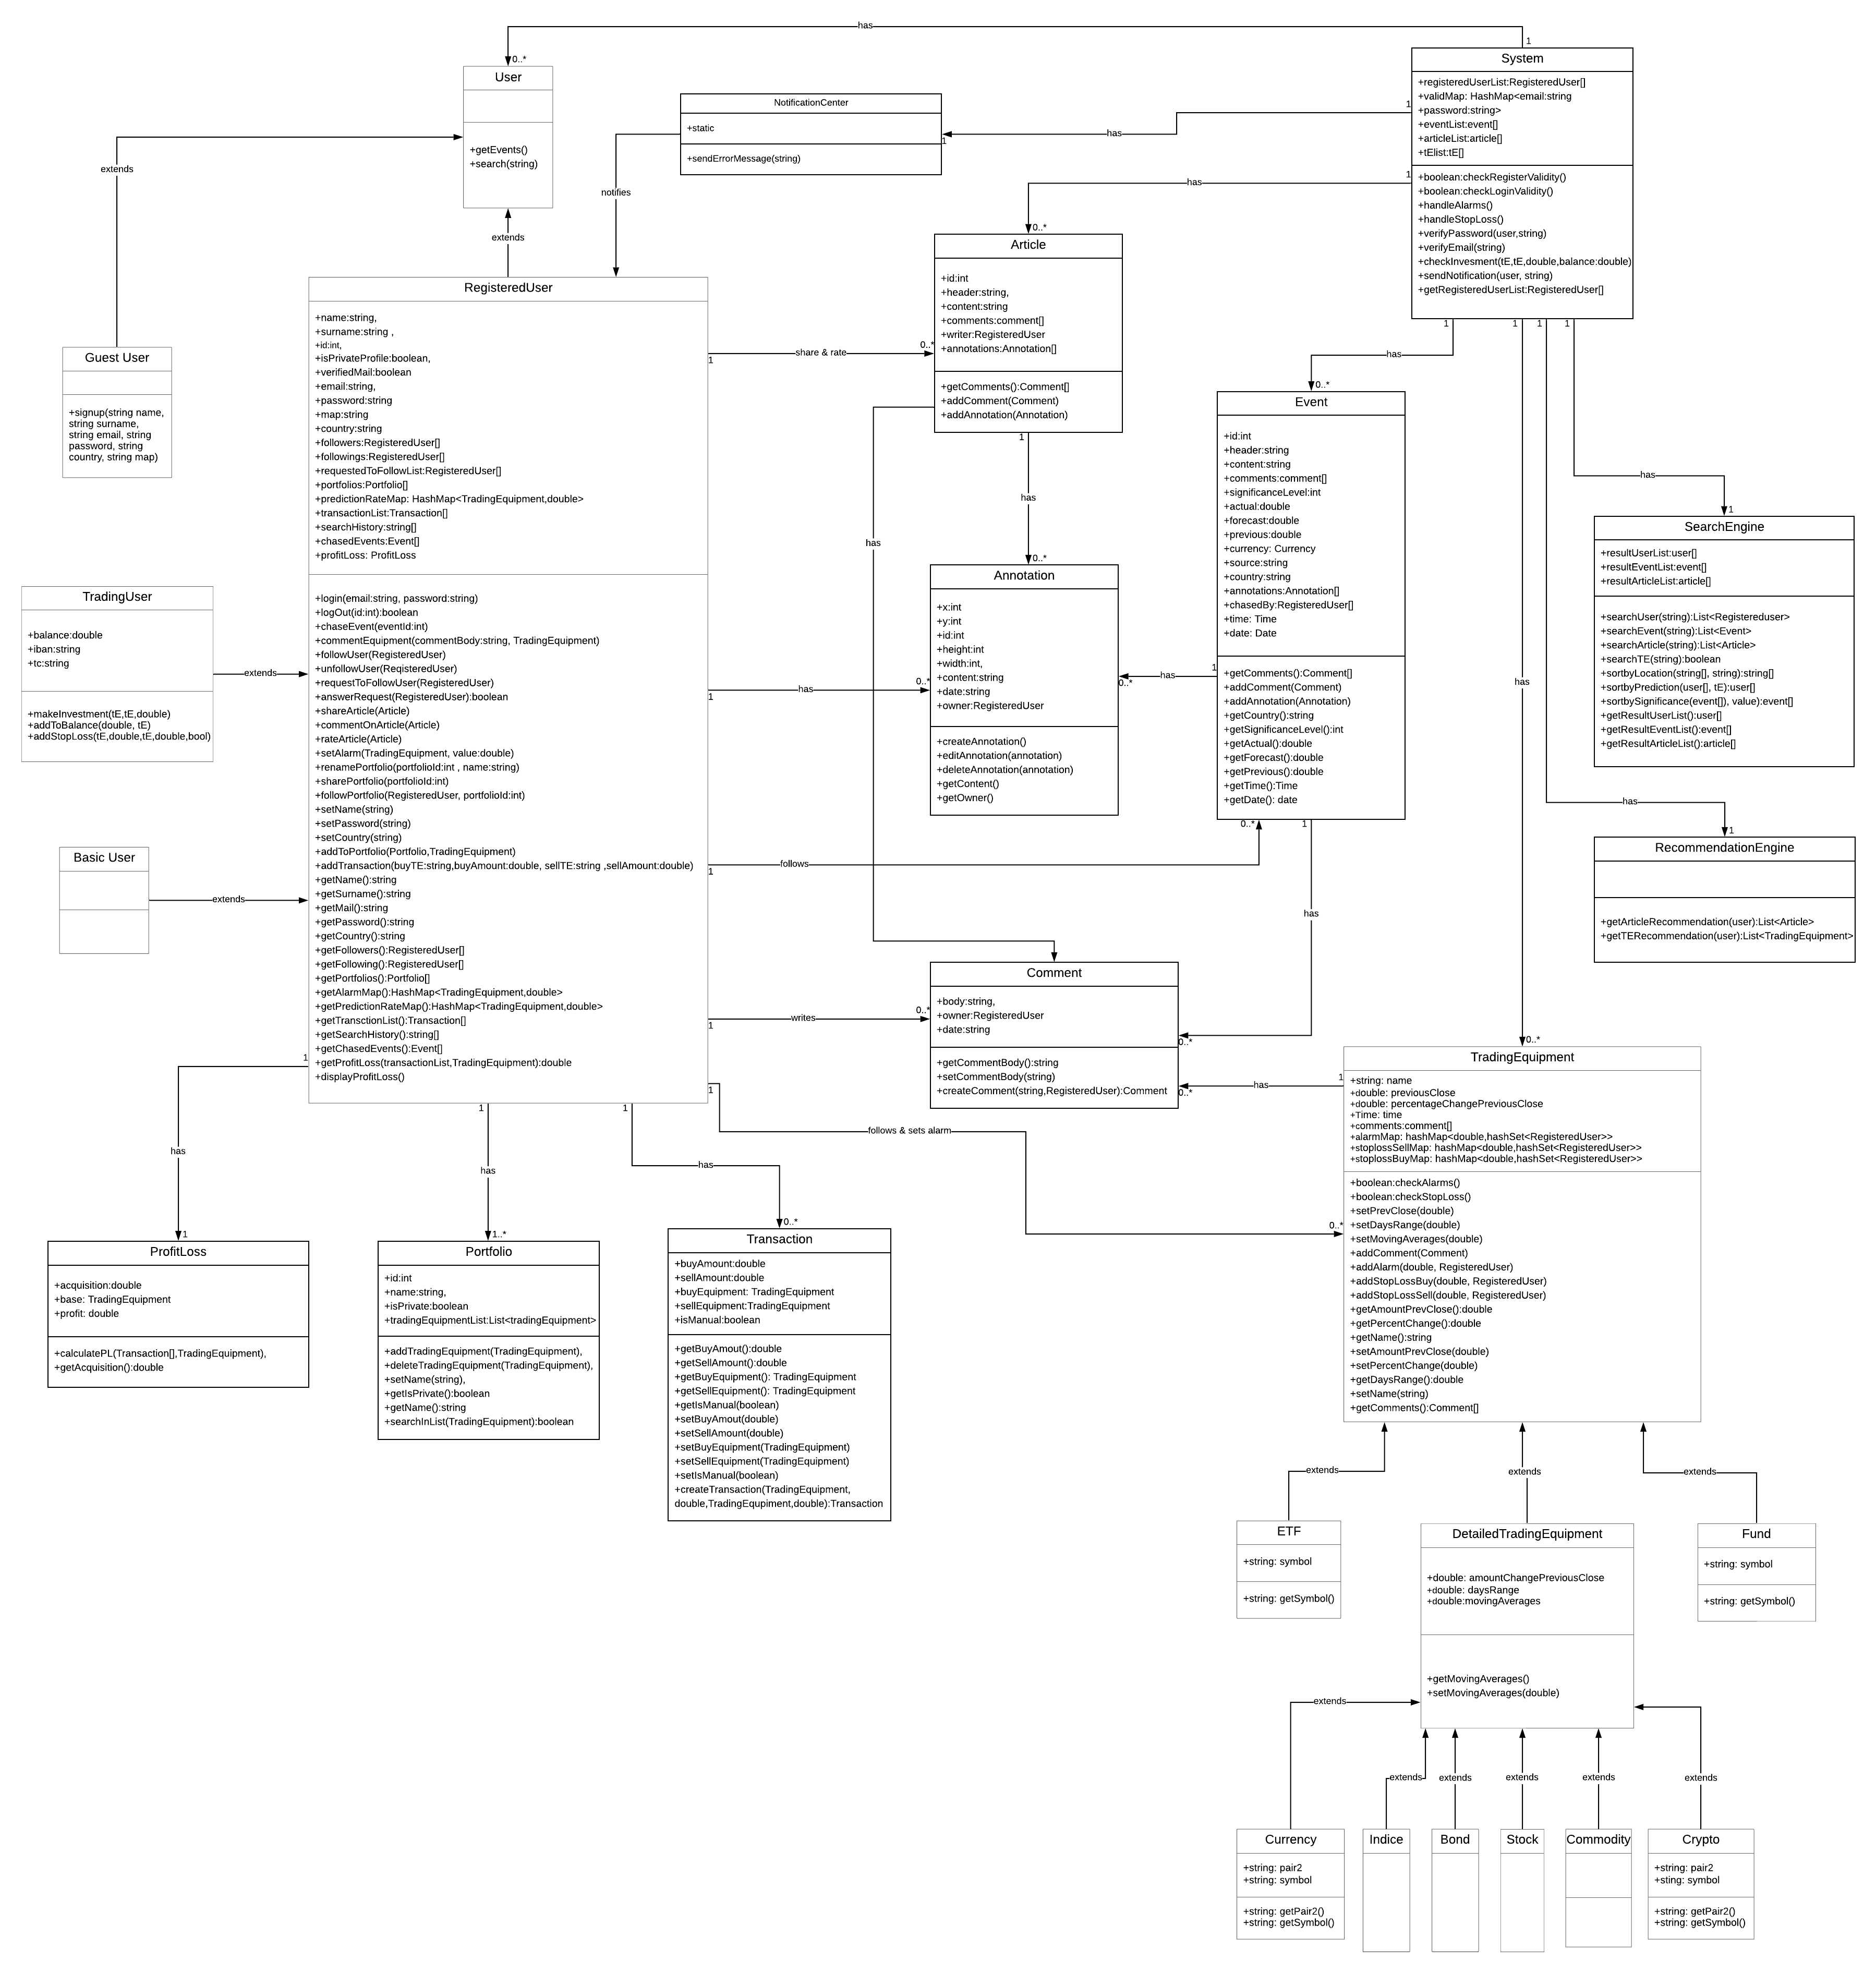 has
1
0..*
User
+getEvents()
+search(string)
extends
extends
NotificationCenter
+static
+sendErrorMessage(string)
notifies
1
has
1
System
+registeredUserList:RegisteredUser[]
+validMap: HashMap<email:string
+password:string>
+eventList:event[]
+articleList:article[]
+tElist:tE[]
+boolean:checkRegisterValidity()
+boolean:checkLoginValidity()
+handleAlarms()
+handleStopLoss()
+verifyPassword(user,string)
+verifyEmail(string)
+checkInvesment(tE,tE,double,balance:double)
+sendNotification(user, string)
+getRegisteredUserList:RegisteredUser[]
1
has
0..*
Article
+id:int
+header:string,
+content:string
+comments:comment[]
+writer:RegisteredUser
+annotations:Annotation[]
+getComments():Comment[]
+addComment(Comment)
+addAnnotation(Annotation)
Guest User
+signup(string name,
string surname,
string email, string
password, string
country, string map)
RegisteredUser
+name:string,
+surname:string ,
+id:int,
+isPrivateProfile:boolean,
+verifiedMail:boolean
+email:string,
+password:string
+map:string
+country:string
+followers:RegisteredUser[]
+followings:RegisteredUser[]
+requestedToFollowList:RegisteredUser[]
+portfolios:Portfolio[]
+predictionRateMap: HashMap<TradingEquipment,double>
+transactionList:Transaction[]
+searchHistory:string[]
+chasedEvents:Event[]
+profitLoss: ProfitLoss
+login(email:string, password:string)
+logOut(id:int):boolean
+chaseEvent(eventId:int)
+commentEquipment(commentBody:string, TradingEquipment)
+followUser(RegisteredUser)
+unfollowUser(RegisteredUser)
+requestToFollowUser(RegisteredUser)
+answerRequest(RegisteredUser):boolean
+shareArticle(Article)
+commentOnArticle(Article)
+rateArticle(Article)
+setAlarm(TradingEquipment, value:double)
+renamePortfolio(portfolioId:int , name:string)
+sharePortfolio(portfolioId:int)
+followPortfolio(RegisteredUser, portfolioId:int)
+setName(string)
+setPassword(string)
+setCountry(string)
+addToPortfolio(Portfolio,TradingEquipment)
+addTransaction(buyTE:string,buyAmount:double, sellTE:string ,sellAmount:double)
+getName():string
+getSurname():string
+getMail():string
+getPassword():string
+getCountry():string
+getFollowers():RegisteredUser[]
+getFollowing():RegisteredUser[]
+getPortfolios():Portfolio[]
+getAlarmMap():HashMap<TradingEquipment,double>
+getPredictionRateMap():HashMap<TradingEquipment,double>
+getTransctionList():Transaction[]
+getSearchHistory():string[]
+getChasedEvents():Event[]
+getProfitLoss(transactionList,TradingEquipment):double
+displayProfitLoss()
1
share & rate
0..*
1
has
0..*
has
1
1
1
1
has
0..*
Event
+id:int
+header:string
+content:string
+comments:comment[]
+significanceLevel:int
+actual:double
+forecast:double
+previous:double
+currency: Currency
+source:string
+country:string
+annotations:Annotation[]
+chasedBy:RegisteredUser[]
+time: Time
+date: Date
+getComments():Comment[]
+addComment(Comment)
+addAnnotation(Annotation)
+getCountry():string
+getSignificanceLevel():int
+getActual():double
+getForecast():double
+getPrevious():double
+getTime():Time
+getDate(): date
has
1
SearchEngine
+resultUserList:user[]
+resultEventList:event[]
+resultArticleList:article[]
+searchUser(string):List<Registereduser>
+searchEvent(string):List<Event>
+searchArticle(string):List<Article>
+searchTE(string):boolean
+sortbyLocation(string[], string):string[]
+sortbyPrediction(user[], tE):user[]
+sortbySignificance(event[]), value):event[]
+getResultUserList():user[]
+getResultEventList():event[]
+getResultArticleList():article[]
Annotation
+x:int
+y:int
+id:int
+height:int
+width:int,
+content:string
+date:string
+owner:RegisteredUser
+createAnnotation()
+editAnnotation(annotation)
+deleteAnnotation(annotation)
+getContent()
+getOwner()
1
has
0..*
1
has
0..*
TradingUser
+balance:double
+iban:string
+tc:string
+makeInvestment(tE,tE,double)
+addToBalance(double, tE)
+addStopLoss(tE,double,tE,double,bool)
extends
has
has
1
RecommendationEngine
+getArticleRecommendation(user):List<Article>
+getTERecommendation(user):List<TradingEquipment>
Basic User
extends
1
follows
0..*
1
has
0..*
Comment
+body:string,
+owner:RegisteredUser
+date:string
+getCommentBody():string
+setCommentBody(string)
+createComment(string,RegisteredUser):Comment
1
writes
0..*
1
has
0..*
0..*
TradingEquipment
+string: name
+double: previousClose
+double: percentageChangePreviousClose
+Time: time
+comments:comment[]
+alarmMap: hashMap<double,hashSet<RegisteredUser>>
+stoplossSellMap: hashMap<double,hashSet<RegisteredUser>>
+stoplossBuyMap: hashMap<double,hashSet<RegisteredUser>>
+boolean:checkAlarms()
+boolean:checkStopLoss()
+setPrevClose(double)
+setDaysRange(double)
+setMovingAverages(double)
+addComment(Comment)
+addAlarm(double, RegisteredUser)
+addStopLossBuy(double, RegisteredUser)
+addStopLossSell(double, RegisteredUser)
+getAmountPrevClose():double
+getPercentChange():double
+getName():string
+setAmountPrevClose(double)
+setPercentChange(double)
+getDaysRange():double
+setName(string)
+getComments():Comment[]
1
follows & sets alarm
0..*
1
has
1
ProfitLoss
+acquisition:double
+base: TradingEquipment
+profit: double
+calculatePL(Transaction[],TradingEquipment),
+getAcquisition():double
1
has
1..*
Portfolio
+id:int
+name:string,
+isPrivate:boolean
+tradingEquipmentList:List<tradingEquipment>
+addTradingEquipment(TradingEquipment),
+deleteTradingEquipment(TradingEquipment),
+setName(string),
+getIsPrivate():boolean
+getName():string
+searchInList(TradingEquipment):boolean
1
has
0..*
Transaction
+buyAmount:double
+sellAmount:double
+buyEquipment: TradingEquipment
+sellEquipment:TradingEquipment
+isManual:boolean
+getBuyAmout():double
+getSellAmount():double
+getBuyEquipment(): TradingEquipment
+getSellEquipment(): TradingEquipment
+getIsManual(boolean)
+setBuyAmout(double)
+setSellAmount(double)
+setBuyEquipment(TradingEquipment)
+setSellEquipment(TradingEquipment)
+setIsManual(boolean)
+createTransaction(TradingEquipment,
double,TradingEqupiment,double):Transaction
extends
extends
extends
ETF
+string: symbol
+string: getSymbol()
DetailedTradingEquipment
+double: amountChangePreviousClose
+double: daysRange
+double:movingAverages
+getMovingAverages()
+setMovingAverages(double)
Fund
+string: symbol
+string: getSymbol()
extends
extends
extends
extends
extends
extends
Currency
+string: pair2
+string: symbol
+string: getPair2()
+string: getSymbol()
Indice
Bond
Stock
Commodity
Crypto
+string: pair2
+sting: symbol
+string: getPair2()
+string: getSymbol()